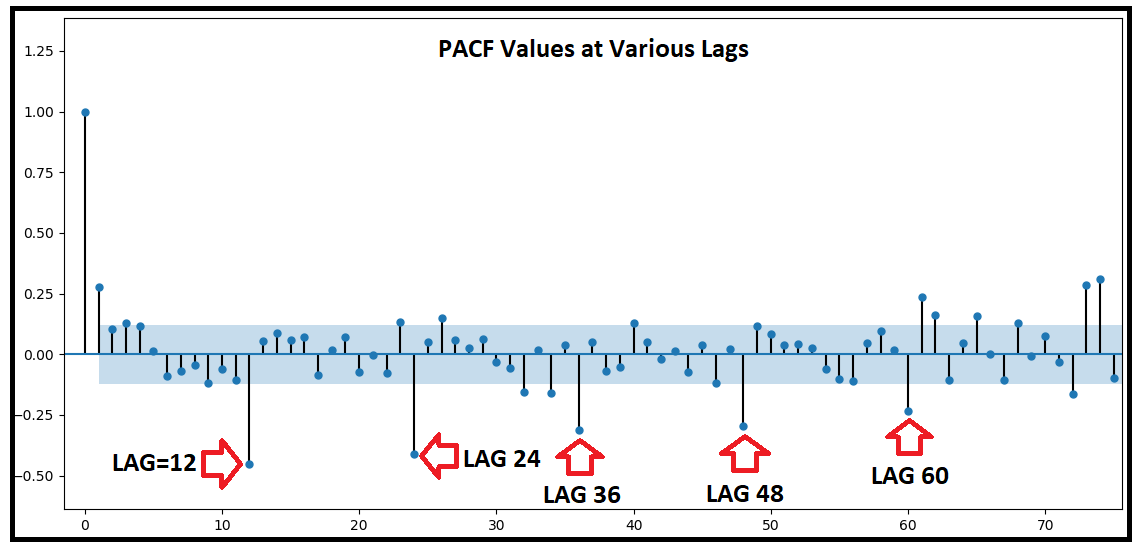 PACF Values at Various Lags
1.25
1.00
0.75
0.50
0.25
0.00
−0.25
−0.50
LAG=12
LAG 24
LAG 36
LAG 48
LAG 60
0 10 20 30 40 50 60 70